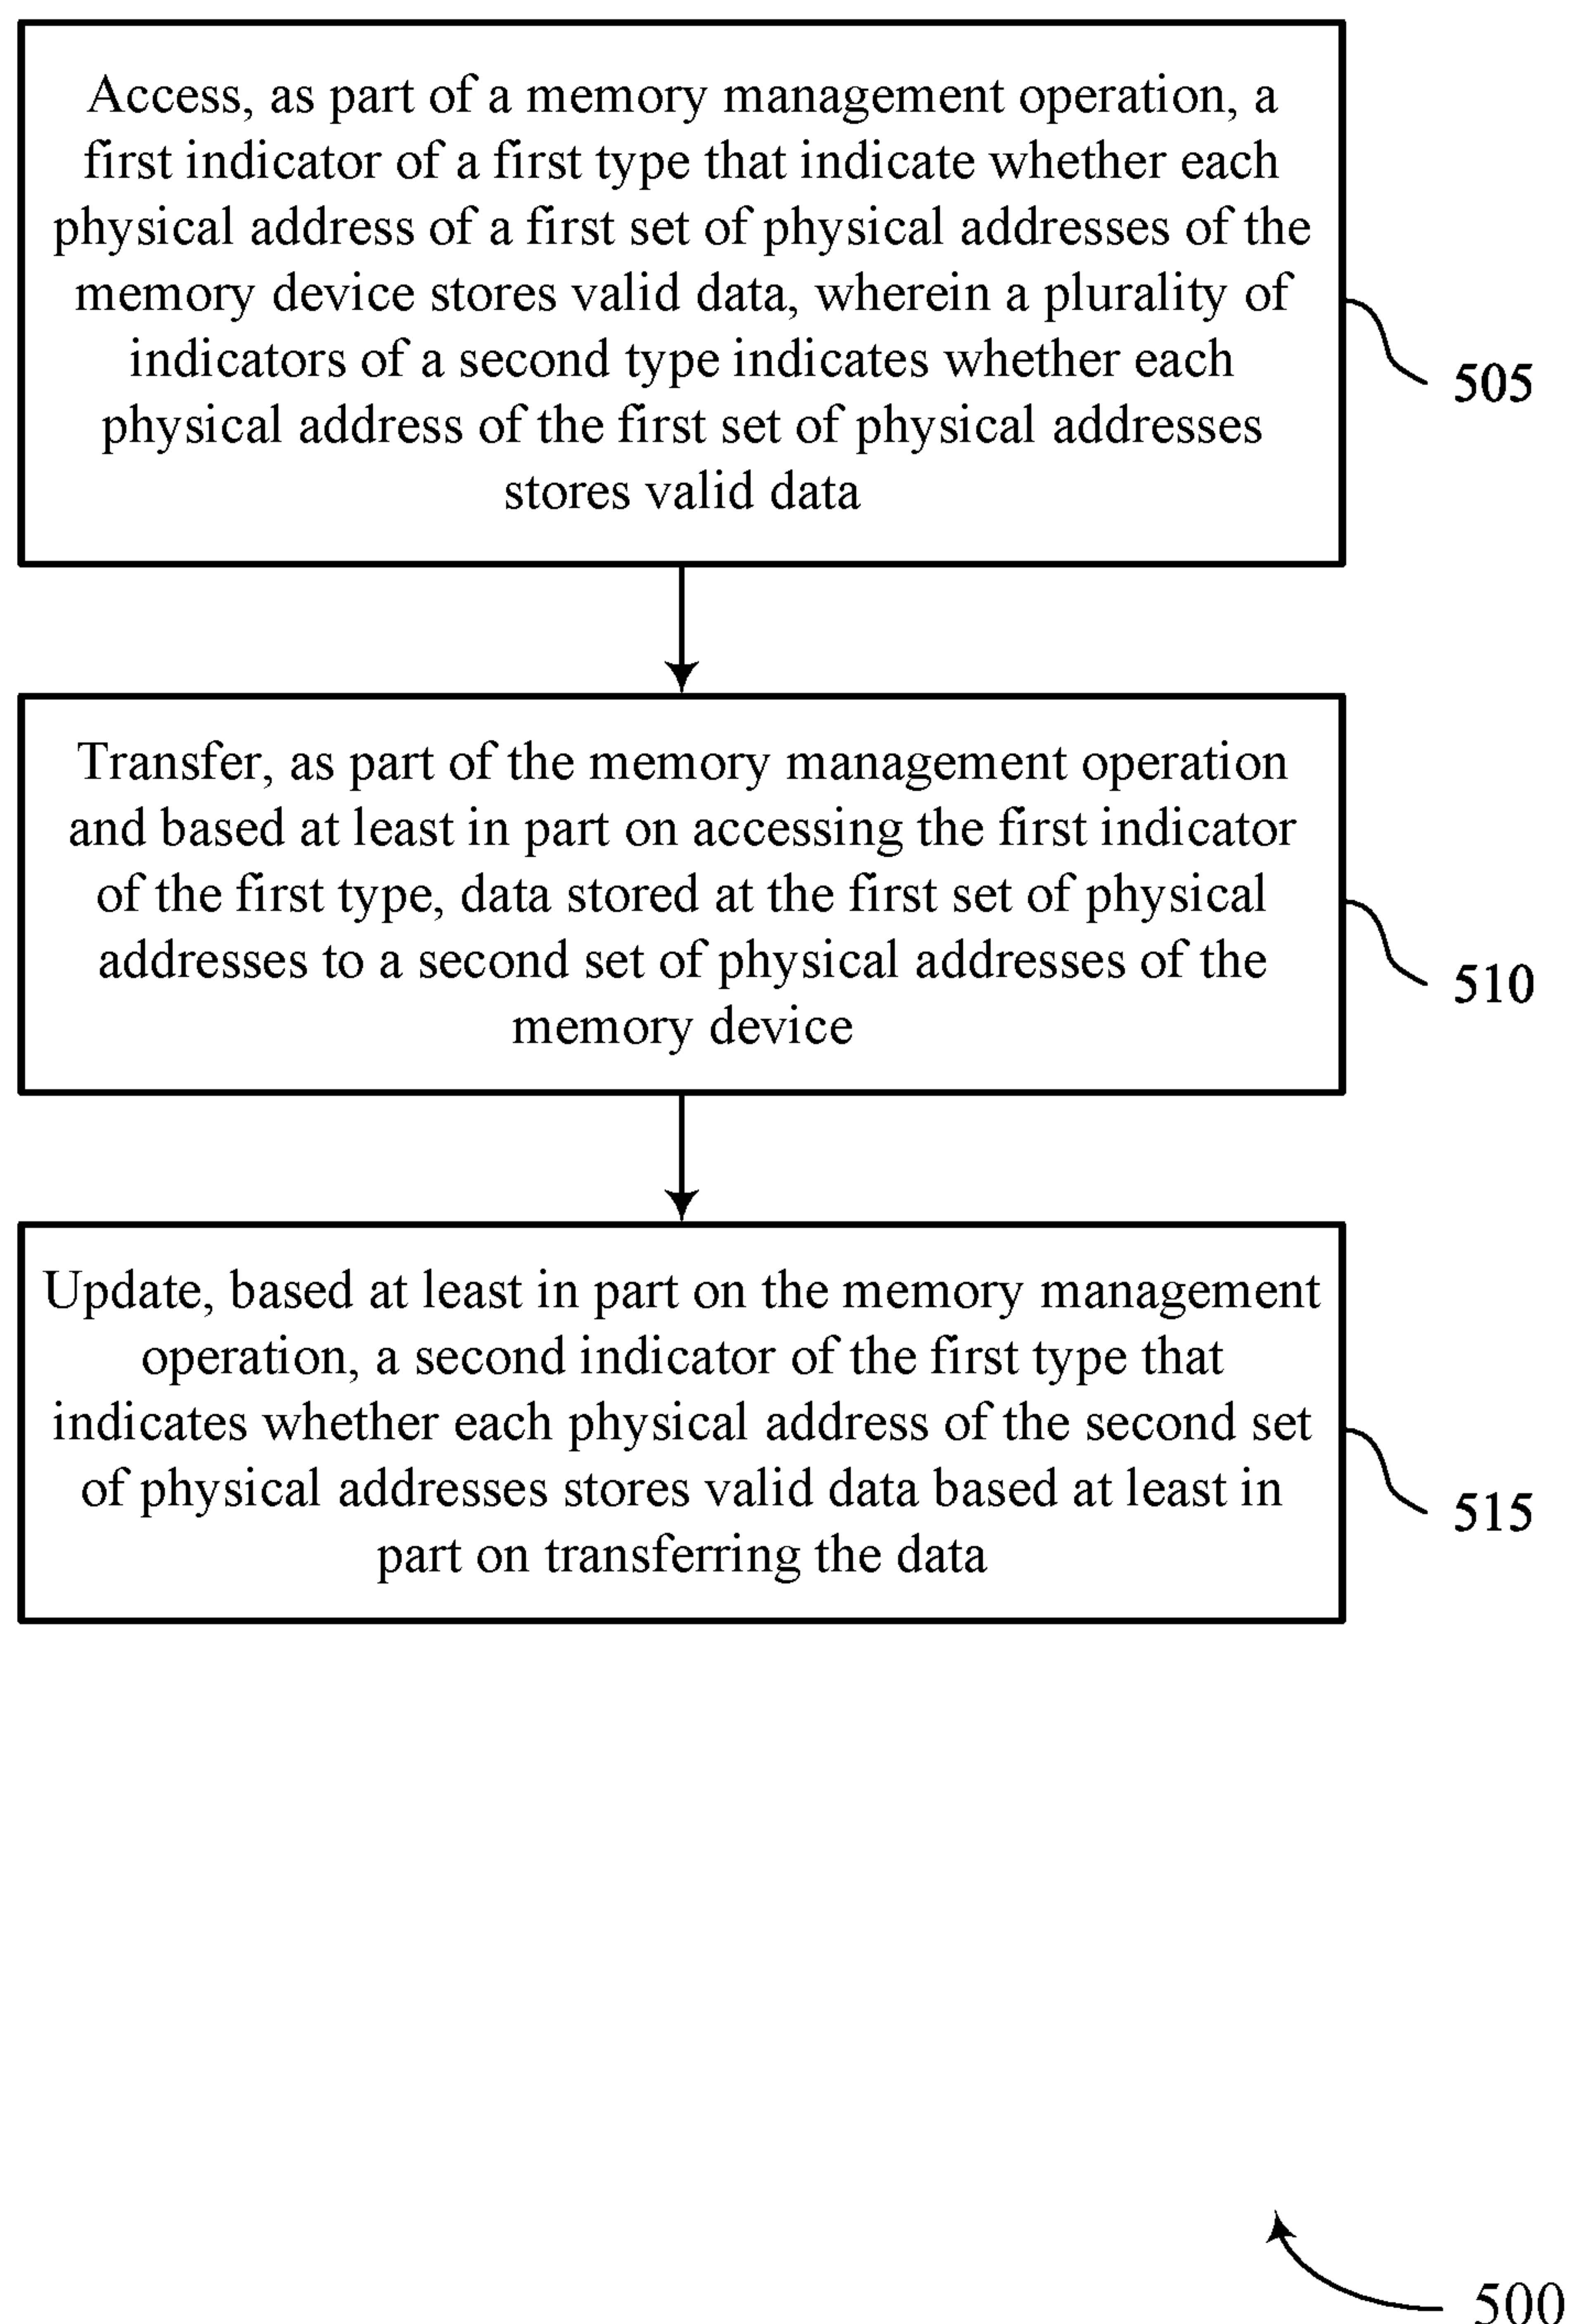 Access, as part of a memory management operation, a
first indicator of a first type that indicate whether each
physical address of a first set of physical addresses of the
memory device stores valid data, wherein a plurality of
indicators of a second type indicates whether each
physical address of the first set of physical addresses
stores valid data
505
Transfer, as part of the memory management operation
and based at least in part on accessing the first indicator
of the first type, data stored at the first set of physical
addresses to a second set of physical addresses of the
memory device
510
Update, based at least in part on the memory management
operation, a second indicator of the first type that
indicates whether each physical address of the second set
of physical addresses stores valid data based at least in
part on transferring the data
515
500